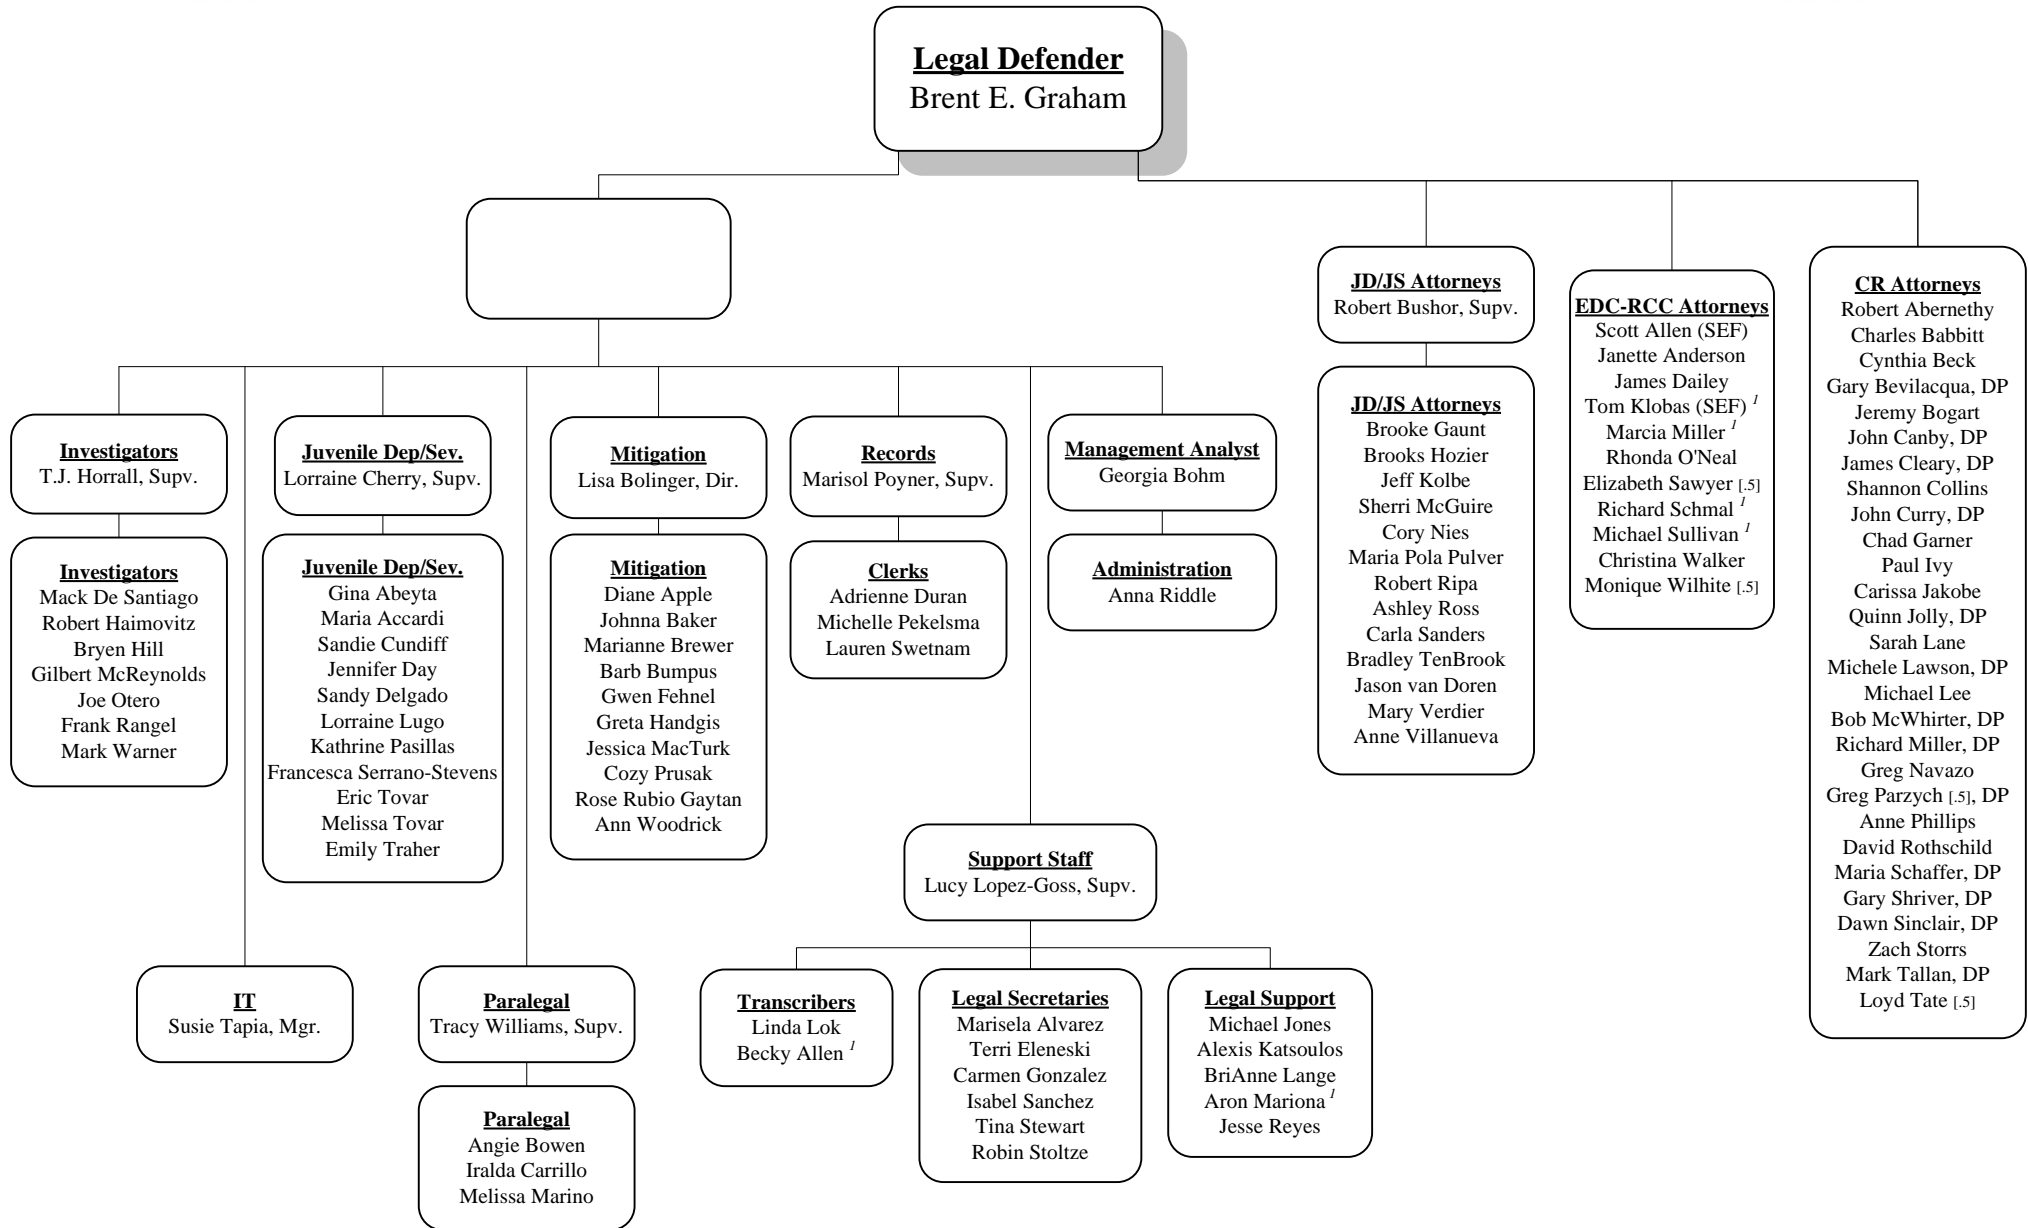 Legal Defender
Brent E. Graham
JD/JS Attorneys
Robert Bushor, Supv.
JD/JS Attorneys
Brooke Gaunt
Brooks Hozier
Jeff Kolbe
Sherri McGuire
Cory Nies
Maria Pola Pulver
Robert Ripa
Ashley Ross
Carla Sanders
Bradley TenBrook
Jason van Doren
Mary Verdier
Anne Villanueva
EDC-RCC Attorneys
Scott Allen (SEF)
Janette Anderson
James Dailey
Tom Klobas (SEF) 1
Marcia Miller 1
Rhonda O'Neal
Elizabeth Sawyer [.5]
Richard Schmal 1
Michael Sullivan 1
Christina Walker
Monique Wilhite [.5]
CR Attorneys
Robert Abernethy
Charles Babbitt
Cynthia Beck
Gary Bevilacqua, DP
Jeremy Bogart
John Canby, DP
James Cleary, DP
Shannon Collins
John Curry, DP
Chad Garner
Paul Ivy
Carissa Jakobe
Quinn Jolly, DP
Sarah Lane
Michele Lawson, DP
Michael Lee
Bob McWhirter, DP
Richard Miller, DP
Greg Navazo
Greg Parzych [.5], DP
Anne Phillips
David Rothschild
Maria Schaffer, DP
Gary Shriver, DP
Dawn Sinclair, DP
Zach Storrs
Mark Tallan, DP
Loyd Tate [.5]
Investigators
T.J. Horrall, Supv.
Investigators
Mack De Santiago
Robert Haimovitz
Bryen Hill
Gilbert McReynolds
Joe Otero
Frank Rangel
Mark Warner
Juvenile Dep/Sev.
Lorraine Cherry, Supv.
Juvenile Dep/Sev.
Gina Abeyta
Maria Accardi
Sandie Cundiff
Jennifer Day
Sandy Delgado
Lorraine Lugo
Kathrine Pasillas
Francesca Serrano-Stevens
Eric Tovar
Melissa Tovar
Emily Traher
Mitigation
Lisa Bolinger, Dir.
Mitigation
Diane Apple
Johnna Baker
Marianne Brewer
Barb Bumpus
Gwen Fehnel
Greta Handgis
Jessica MacTurk
Cozy Prusak
Rose Rubio Gaytan
Ann Woodrick
Records
Marisol Poyner, Supv.
Clerks
Adrienne Duran
Michelle Pekelsma
Lauren Swetnam
Management Analyst
Georgia Bohm
Administration
Anna Riddle
IT
Susie Tapia, Mgr.
Paralegal
Tracy Williams, Supv.
Paralegal
Angie Bowen
Iralda Carrillo
Melissa Marino
Support Staff
Lucy Lopez-Goss, Supv.
Transcribers
Linda Lok
Becky Allen 1
Legal Secretaries
Marisela Alvarez
Terri Eleneski
Carmen Gonzalez
Isabel Sanchez
Tina Stewart
Robin Stoltze
Legal Support
Michael Jones
Alexis Katsoulos
BriAnne Lange
Aron Mariona 1
Jesse Reyes